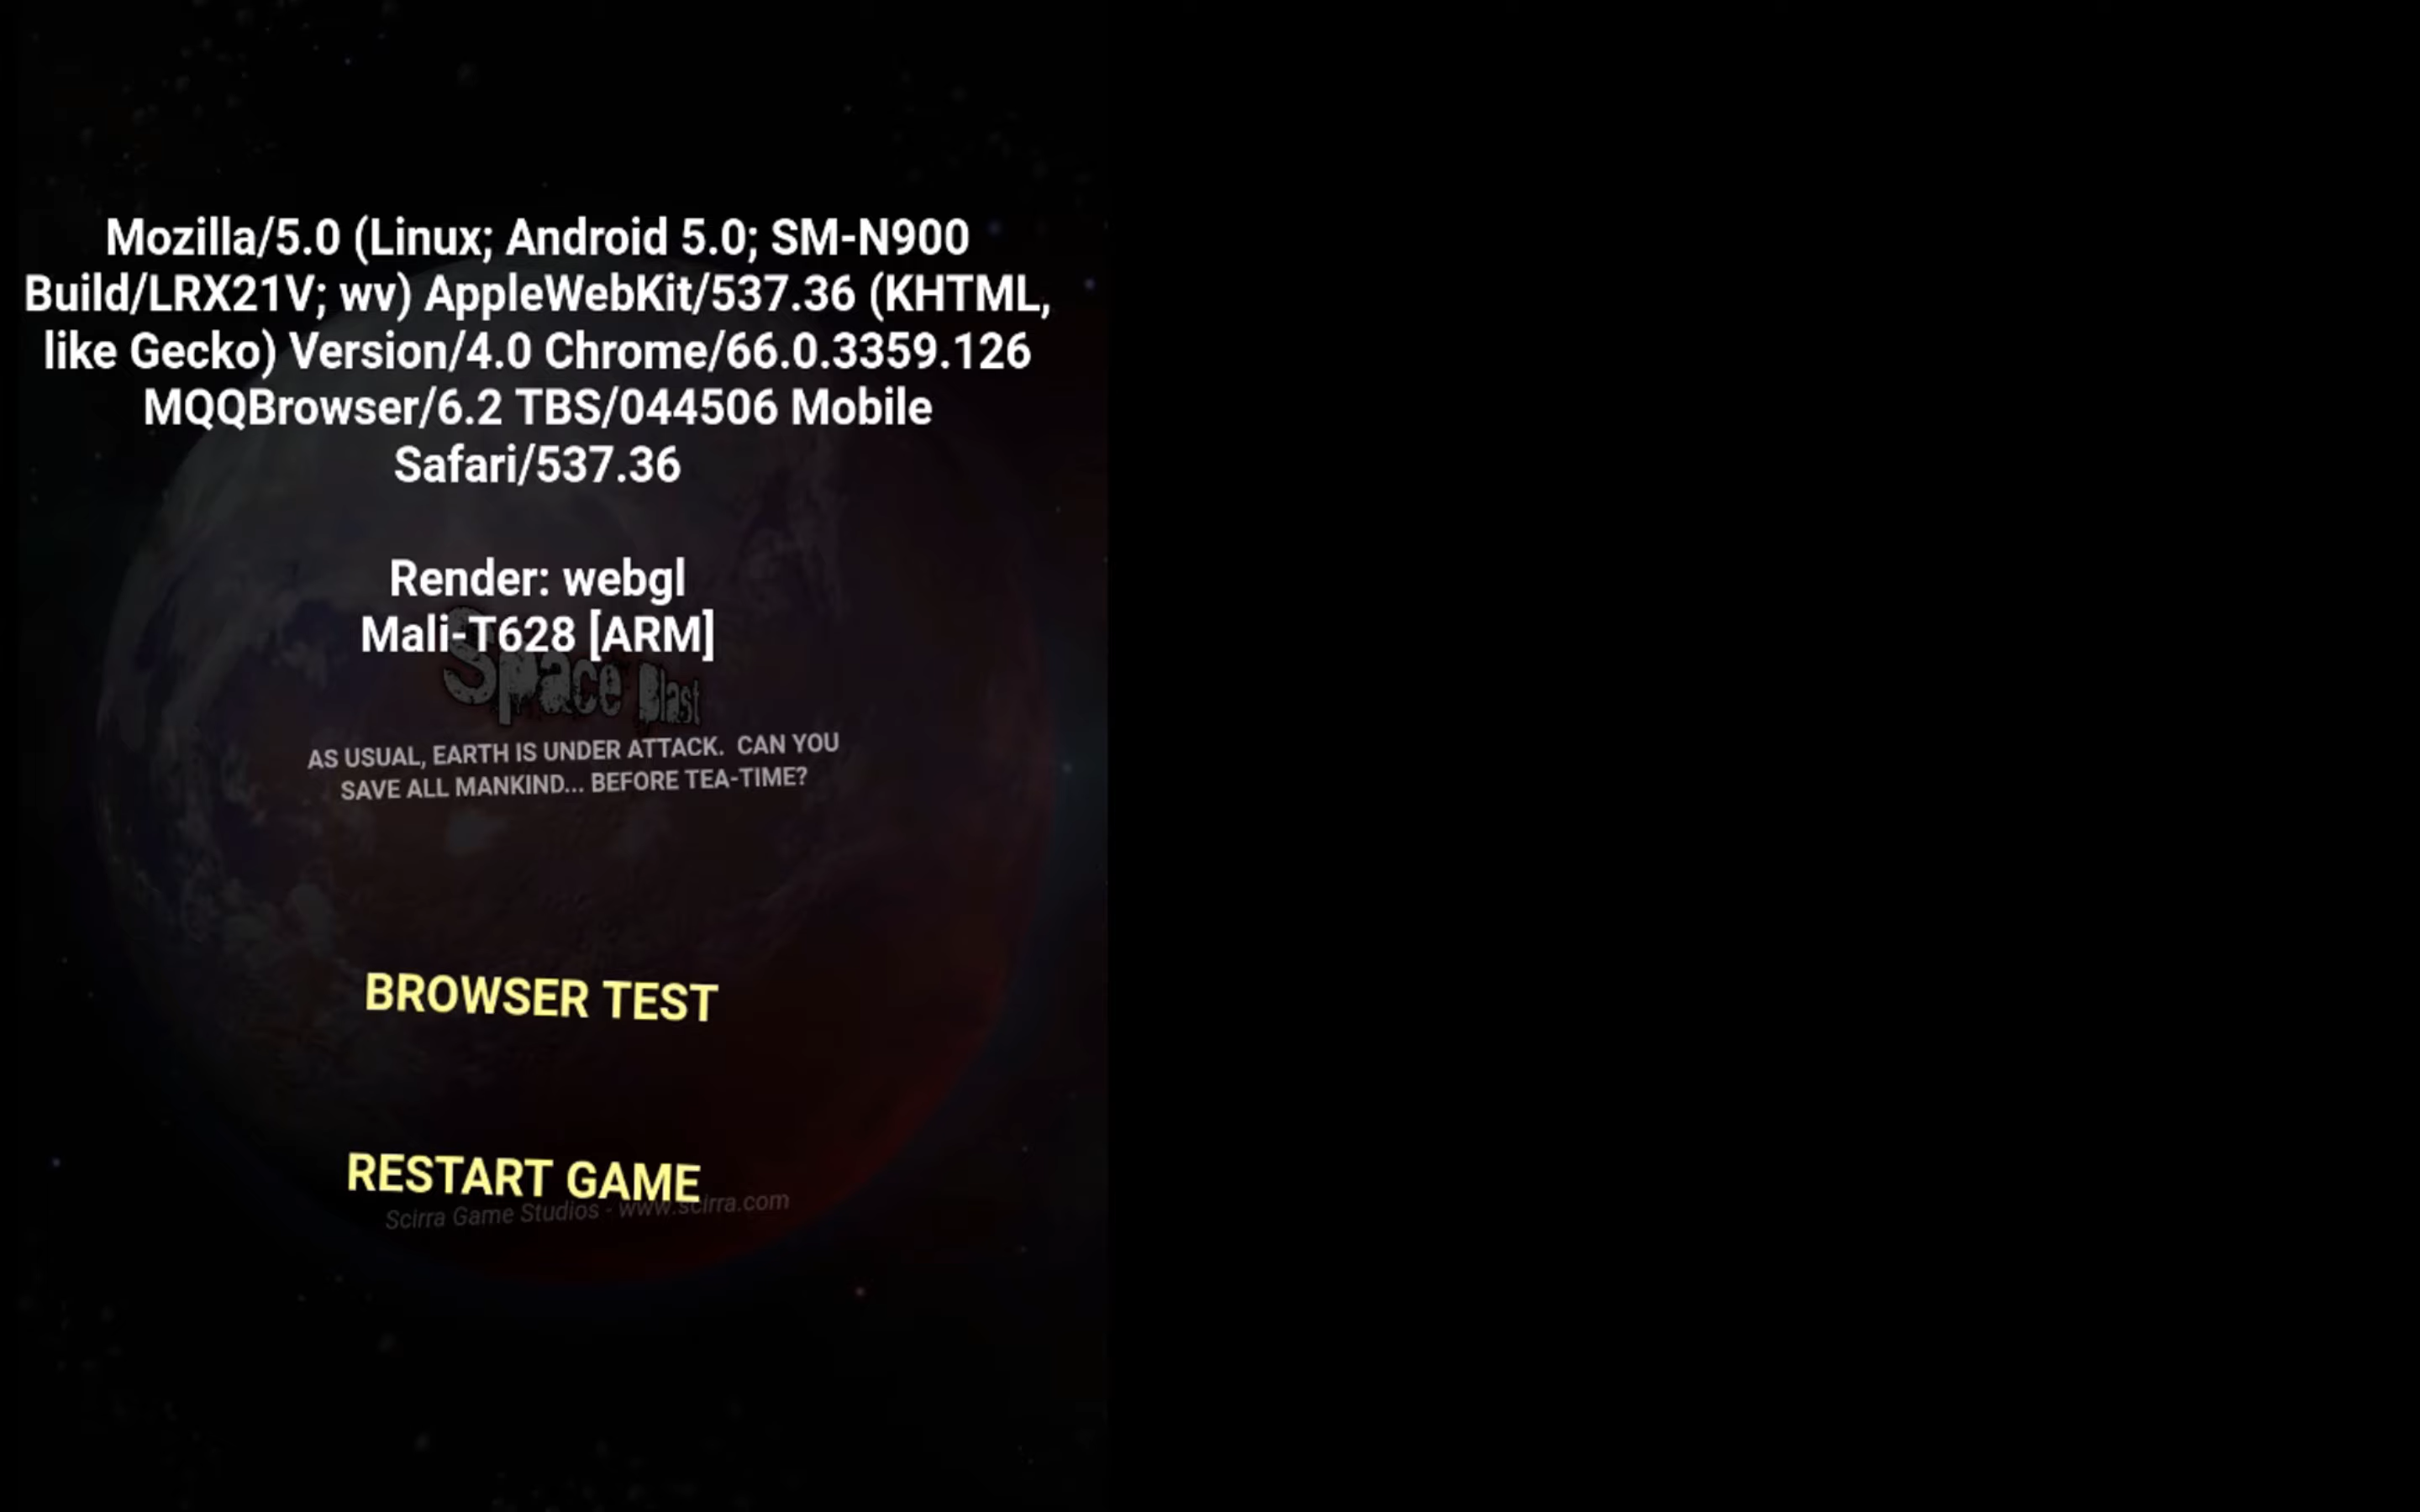 Mozilla/5.0 (Linux; Android 5.0; SM-N900
Build/LRX21V; wv) AppleWebKit/537.36 (KHTML,
like Gecko) Version/4.0 Chrome/66.0.3359.126
MQQBrowser/6.2 TBS/044506 Mobile
Safari/537.36
Render: webgl
Mali-T628 [ARM]
Space Blast
AS USUAL, EARTH IS UNDER ATTACK.  CAN YOU
SAVE ALL MANKIND... BEFORE TEA-TIME?
BROWSER TEST
RESTART GAME
Scirra Game Studios - www.scirra.com